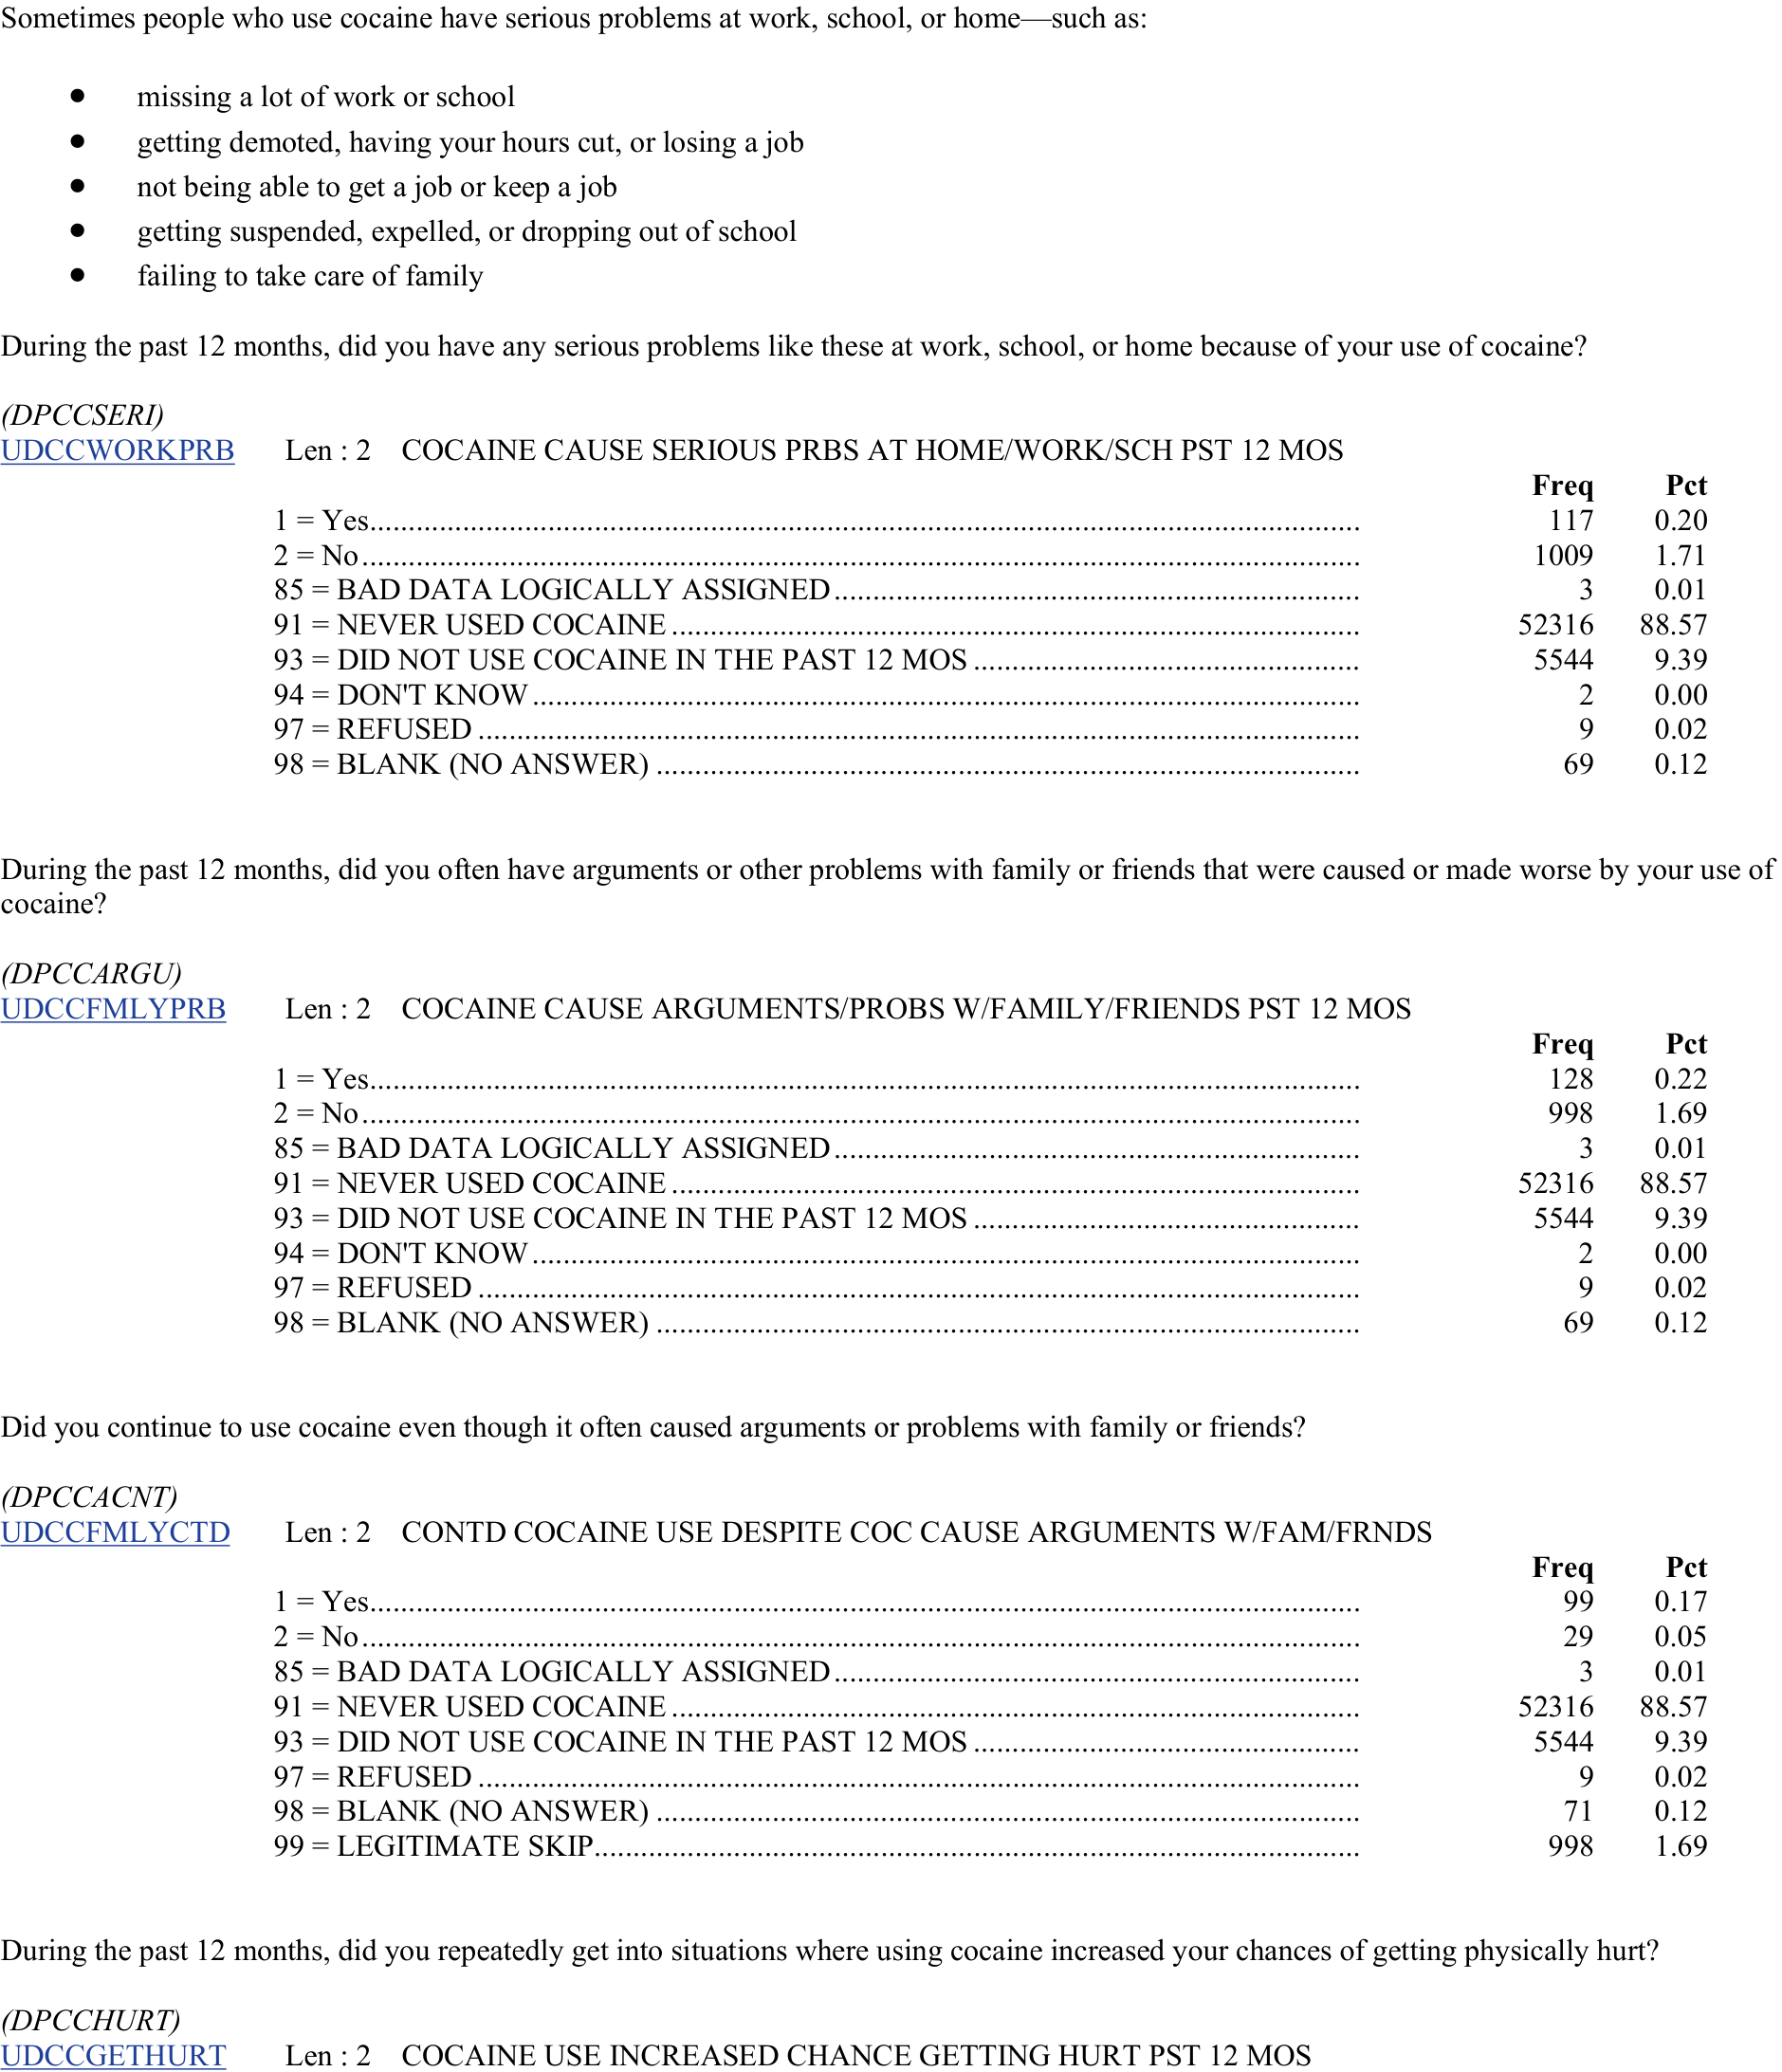 Sometimes people who use cocaine have serious problems at work, school, or home—such as:
● missing a lot of work or school
● getting demoted, having your hours cut, or losing a job
● not being able to get a job or keep a job
● getting suspended, expelled, or dropping out of school
● failing to take care of family
During the past 12 months, did you have any serious problems like these at work, school, or home because of your use of cocaine?
(DPCCSERI)
UDCCWORKPRB Len : 2 COCAINE CAUSE SERIOUS PRBS AT HOME/WORK/SCH PST 12 MOS
Freq Pct
1 = Yes 117 0.20
2 = No 1009 1.71
85 = BAD DATA LOGICALLY ASSIGNED 3 0.01
91 = NEVER USED COCAINE 52316 88.57
93 = DID NOT USE COCAINE IN THE PAST 12 MOS 5544 9.39
94 = DON'T KNOW 2 0.00
97 = REFUSED 9 0.02
98 = BLANK (NO ANSWER) 69 0.12
During the past 12 months, did you often have arguments or other problems with family or friends that were caused or made worse by your use of
cocaine?
(DPCCARGU)
UDCCFMLYPRB Len : 2 COCAINE CAUSE ARGUMENTS/PROBS W/FAMILY/FRIENDS PST 12 MOS
Freq Pct
1 = Yes 128 0.22
2 = No 998 1.69
85 = BAD DATA LOGICALLY ASSIGNED 3 0.01
91 = NEVER USED COCAINE 52316 88.57
93 = DID NOT USE COCAINE IN THE PAST 12 MOS 5544 9.39
94 = DON'T KNOW 2 0.00
97 = REFUSED 9 0.02
98 = BLANK (NO ANSWER) 69 0.12
Did you continue to use cocaine even though it often caused arguments or problems with family or friends?
(DPCCACNT)
UDCCFMLYCTD Len : 2 CONTD COCAINE USE DESPITE COC CAUSE ARGUMENTS W/FAM/FRNDS
Freq Pct
1 = Yes 99 0.17
2 = No 29 0.05
85 = BAD DATA LOGICALLY ASSIGNED 3 0.01
91 = NEVER USED COCAINE 52316 88.57
93 = DID NOT USE COCAINE IN THE PAST 12 MOS 5544 9.39
97 = REFUSED 9 0.02
98 = BLANK (NO ANSWER) 71 0.12
99 = LEGITIMATE SKIP 998 1.69
During the past 12 months, did you repeatedly get into situations where using cocaine increased your chances of getting physically hurt?
(DPCCHURT)
UDCCGETHURT Len : 2 COCAINE USE INCREASED CHANCE GETTING HURT PST 12 MOS